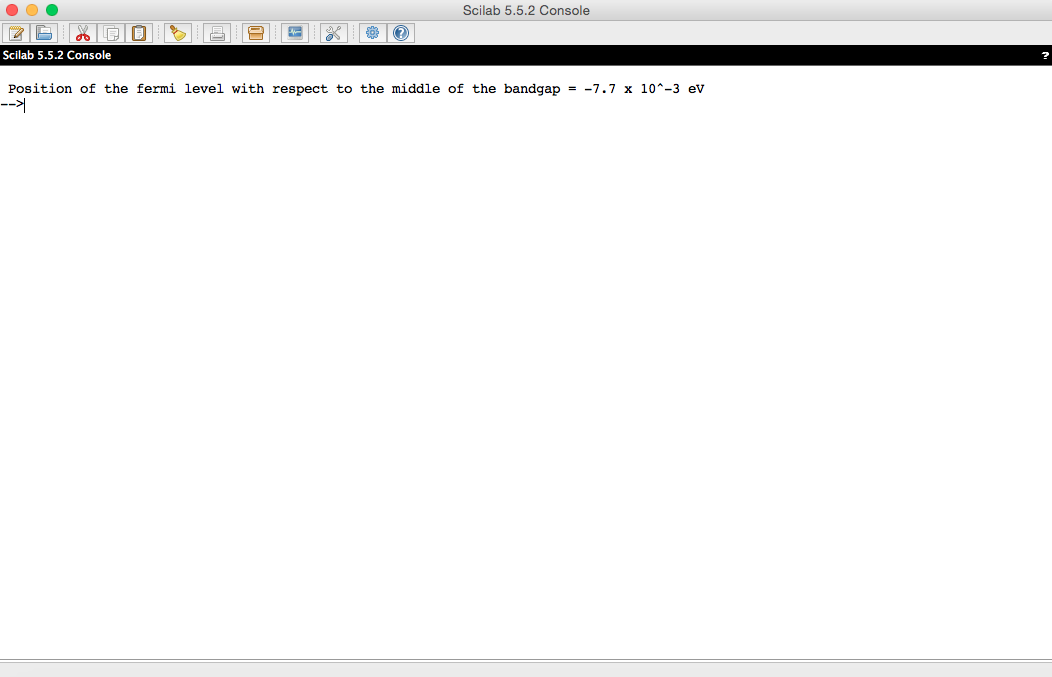 Scilab 5.5.2 Console
Scilab 5.5.2 Console ?
Position of the fermi level with respect to the middle of the bandgap = -7.7 x 10^-3 eV
-->